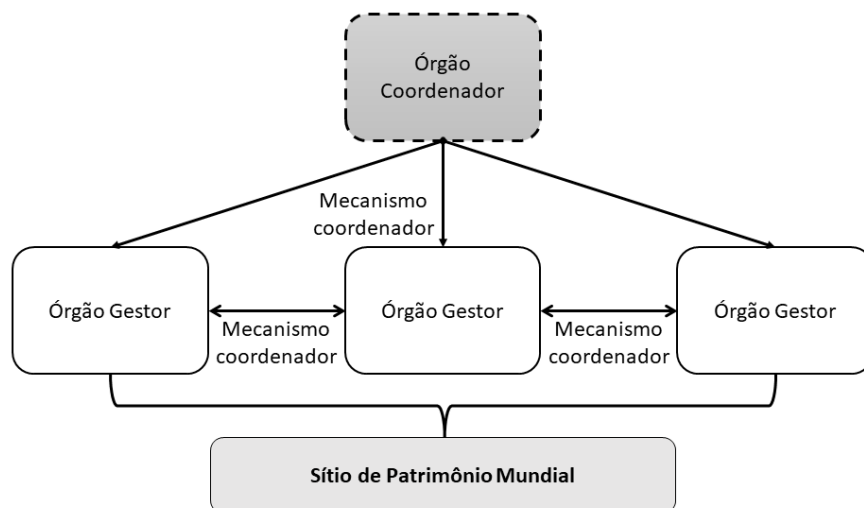 Órgão
Coordenador
Mecanismo
coordenador
Órgão Gestor
Órgão Gestor
Órgão Gestor
Mecanismo
coordenador
Mecanismo
coordenador
Sítio de Patrimônio Mundial